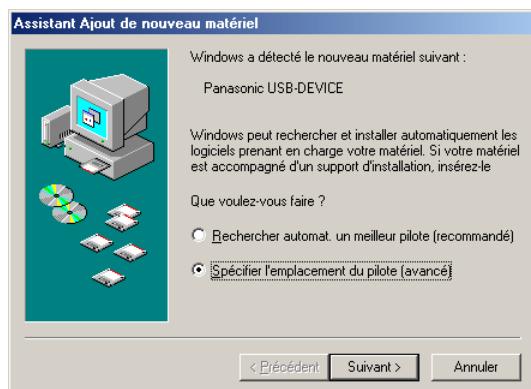 Assistant Ajout de nouveau matériel
Windows a détecté le nouveau matériel suivant :
Panasonic USB-DEVICE
Windows peut rechercher et installer automatiquement les
logiciels prenant en charge votre matériel. Si votre matériel
est accompagné d'un support d'installation, insérez-le
Que voulez-vous faire ?
Rechercher automat. un meilleur pilote (recommandé)
Spécifier l'emplacement du pilote (avancé)
< Précédent
Suivant >
Annuler